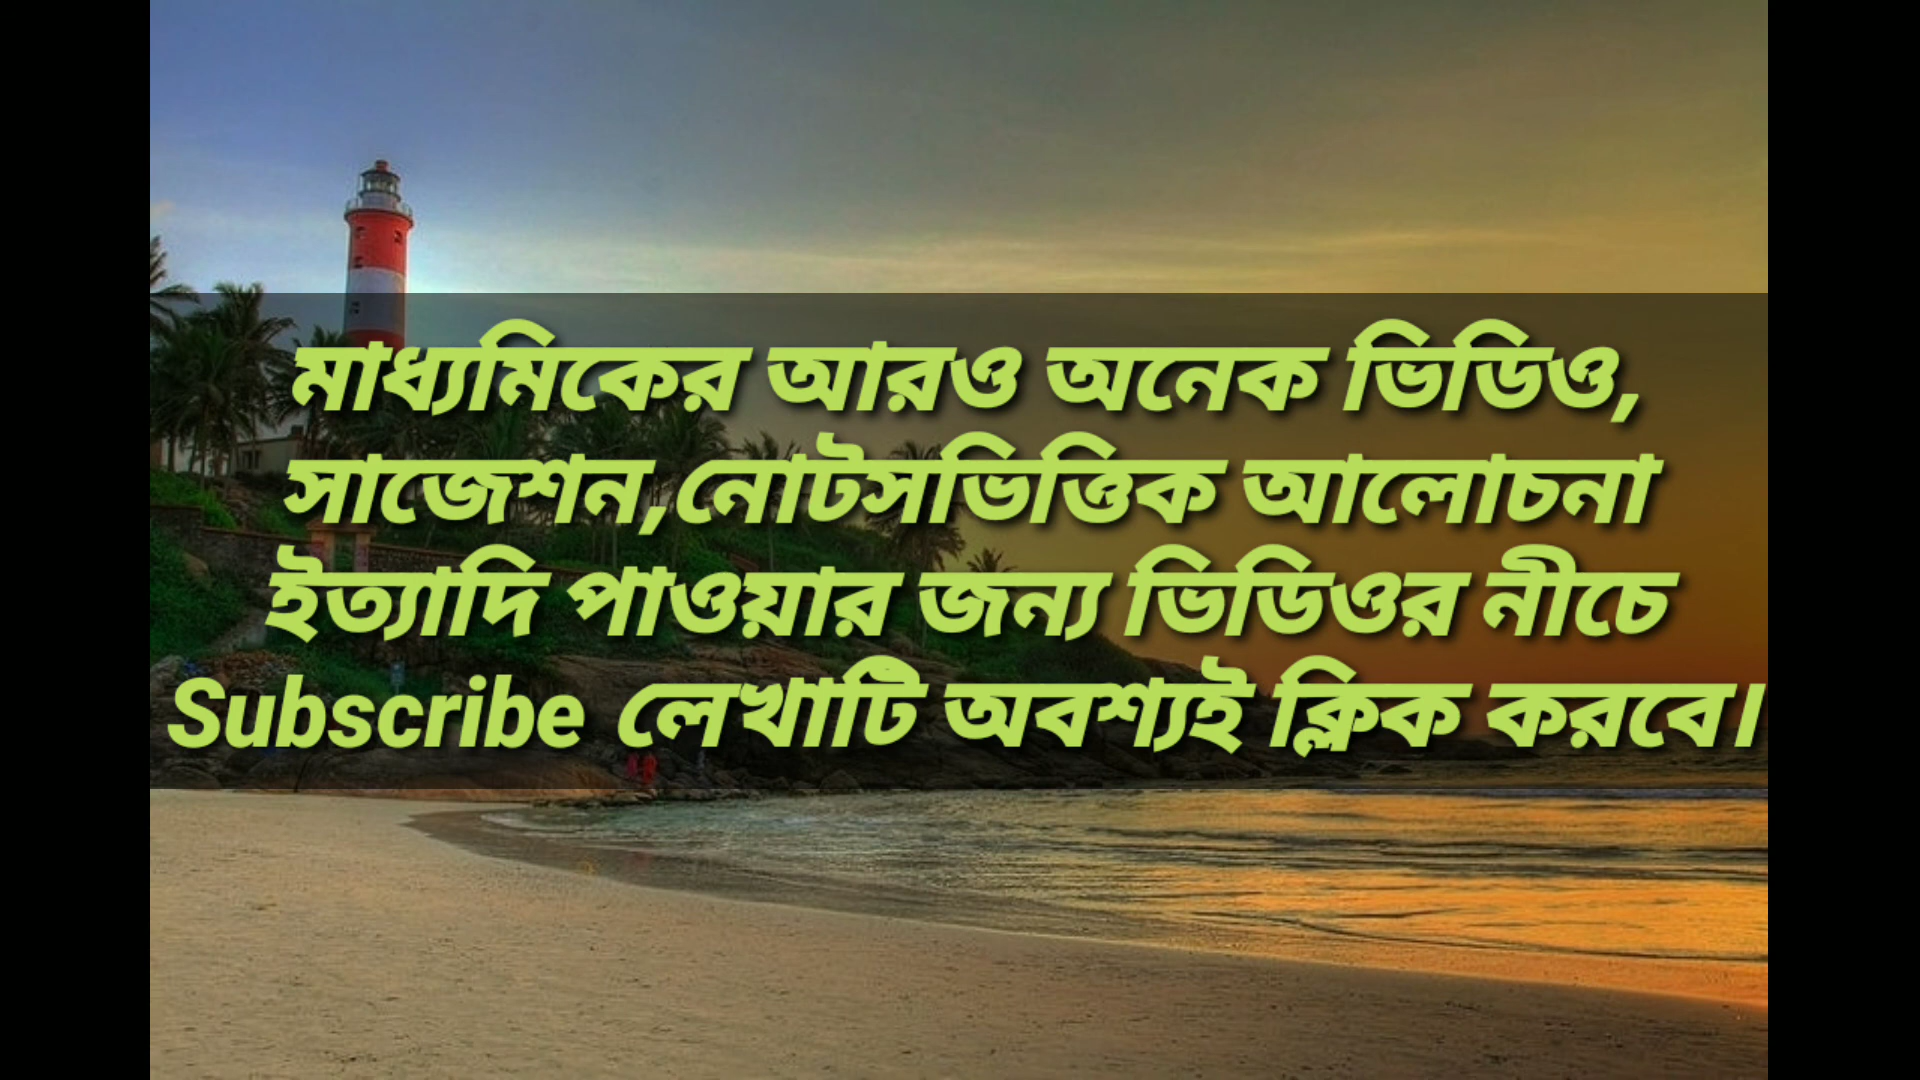 মাধ্যমিকের আরও অনেক ভিডিও,
সাজেশন,নোটসভিত্তিক আলোচনা
ইত্যাদি পাওয়ার জন্য ভিডিওর নীচে
Subscribe লেখাটি অবশ্যই ক্লিক করবে।